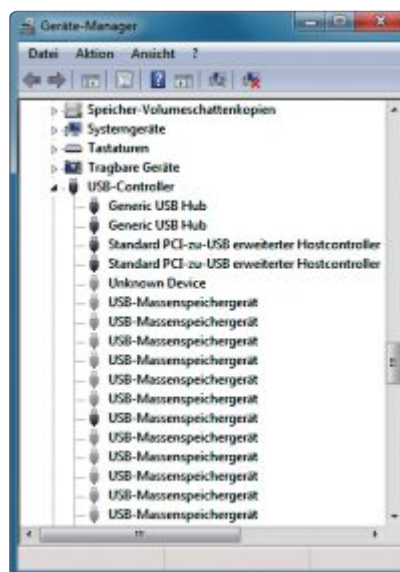 Geräte-Manager
Datei Aktion Ansicht ?
Speicher-Volumeschattenkopien
Systemgeräte
Tastaturen
Tragbare Geräte
USB-Controller
Generic USB Hub
Generic USB Hub
Standard PCI-zu-USB erweiterter Hostcontroller
Standard PCI-zu-USB erweiterter Hostcontroller
Unknown Device
USB-Massenspeichergerät
USB-Massenspeichergerät
USB-Massenspeichergerät
USB-Massenspeichergerät
USB-Massenspeichergerät
USB-Massenspeichergerät
USB-Massenspeichergerät
USB-Massenspeichergerät
USB-Massenspeichergerät
USB-Massenspeichergerät
USB-Massenspeichergerät
USB-Massenspeichergerät